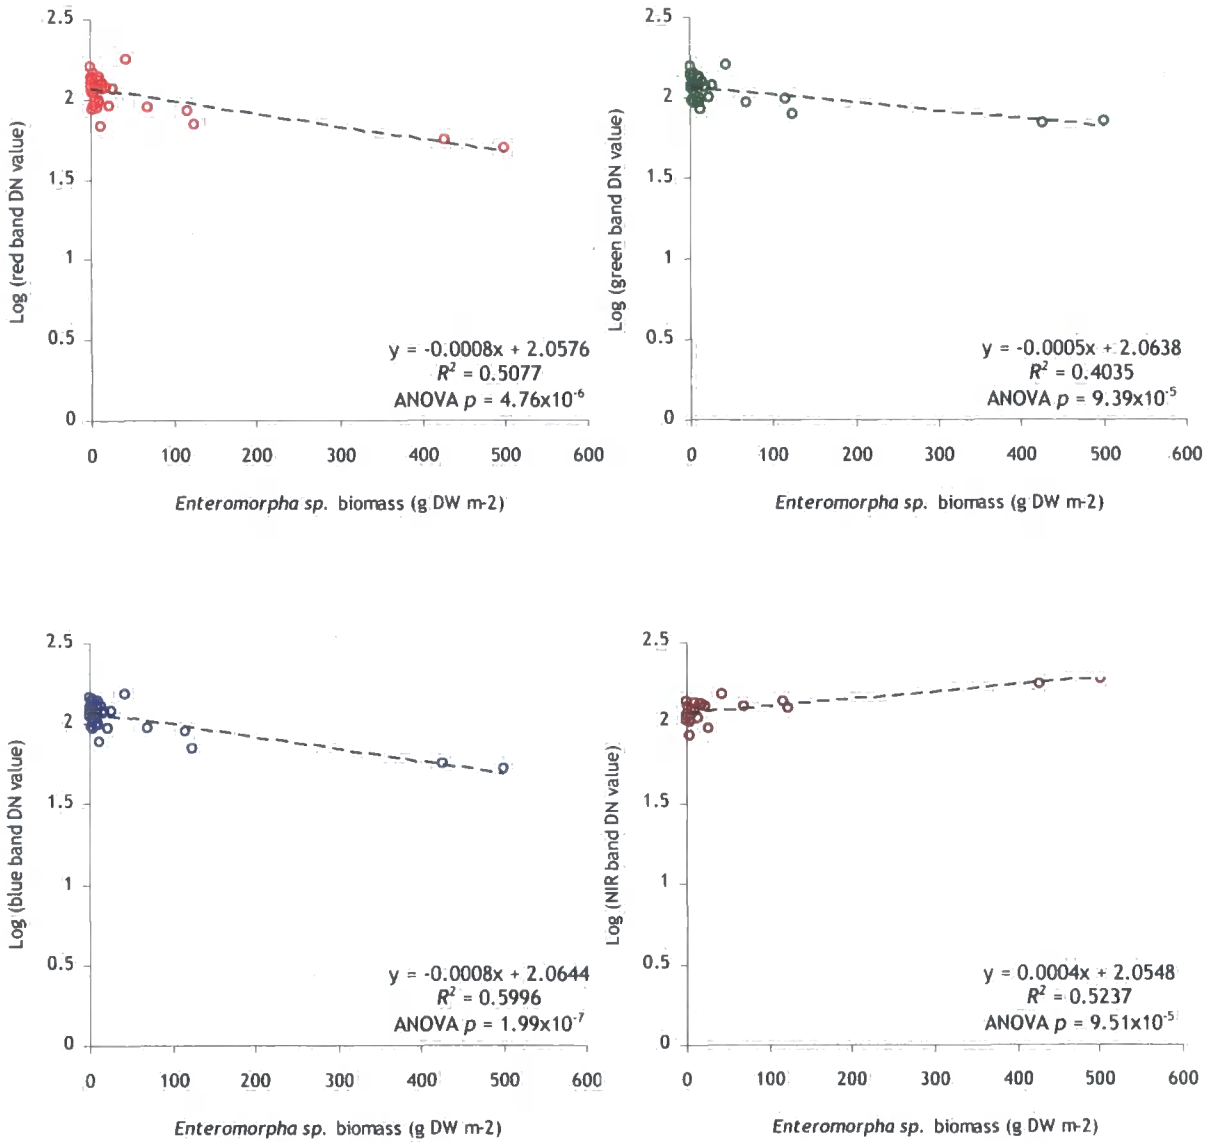 2.5
2
1.5
1
0.5
0
Log (red band DN value)
y = -0.0008x + 2.0576
R² = 0.5077
ANOVA p = 4.76x10⁻⁶
0 100 200 300 400 500 600
Enteromorpha sp. biomass (g DW m-2)
2.5
2
1.5
1
0.5
0
Log (green band DN value)
y = -0.0005x + 2.0638
R² = 0.4035
ANOVA p = 9.39x10⁻⁵
0 100 200 300 400 500 600
Enteromorpha sp. biomass (g DW m-2)
2.5
2
1.5
1
0.5
0
Log (blue band DN value)
y = -0.0008x + 2.0644
R² = 0.5996
ANOVA p = 1.99x10⁻⁷
0 100 200 300 400 500 600
Enteromorpha sp. biomass (g DW m-2)
2.5
2
1.5
1
0.5
0
Log (NIR band DN value)
y = 0.0004x + 2.0548
R² = 0.5237
ANOVA p = 9.51x10⁻⁵
0 100 200 300 400 500 600
Enteromorpha sp. biomass (g DW m-2)